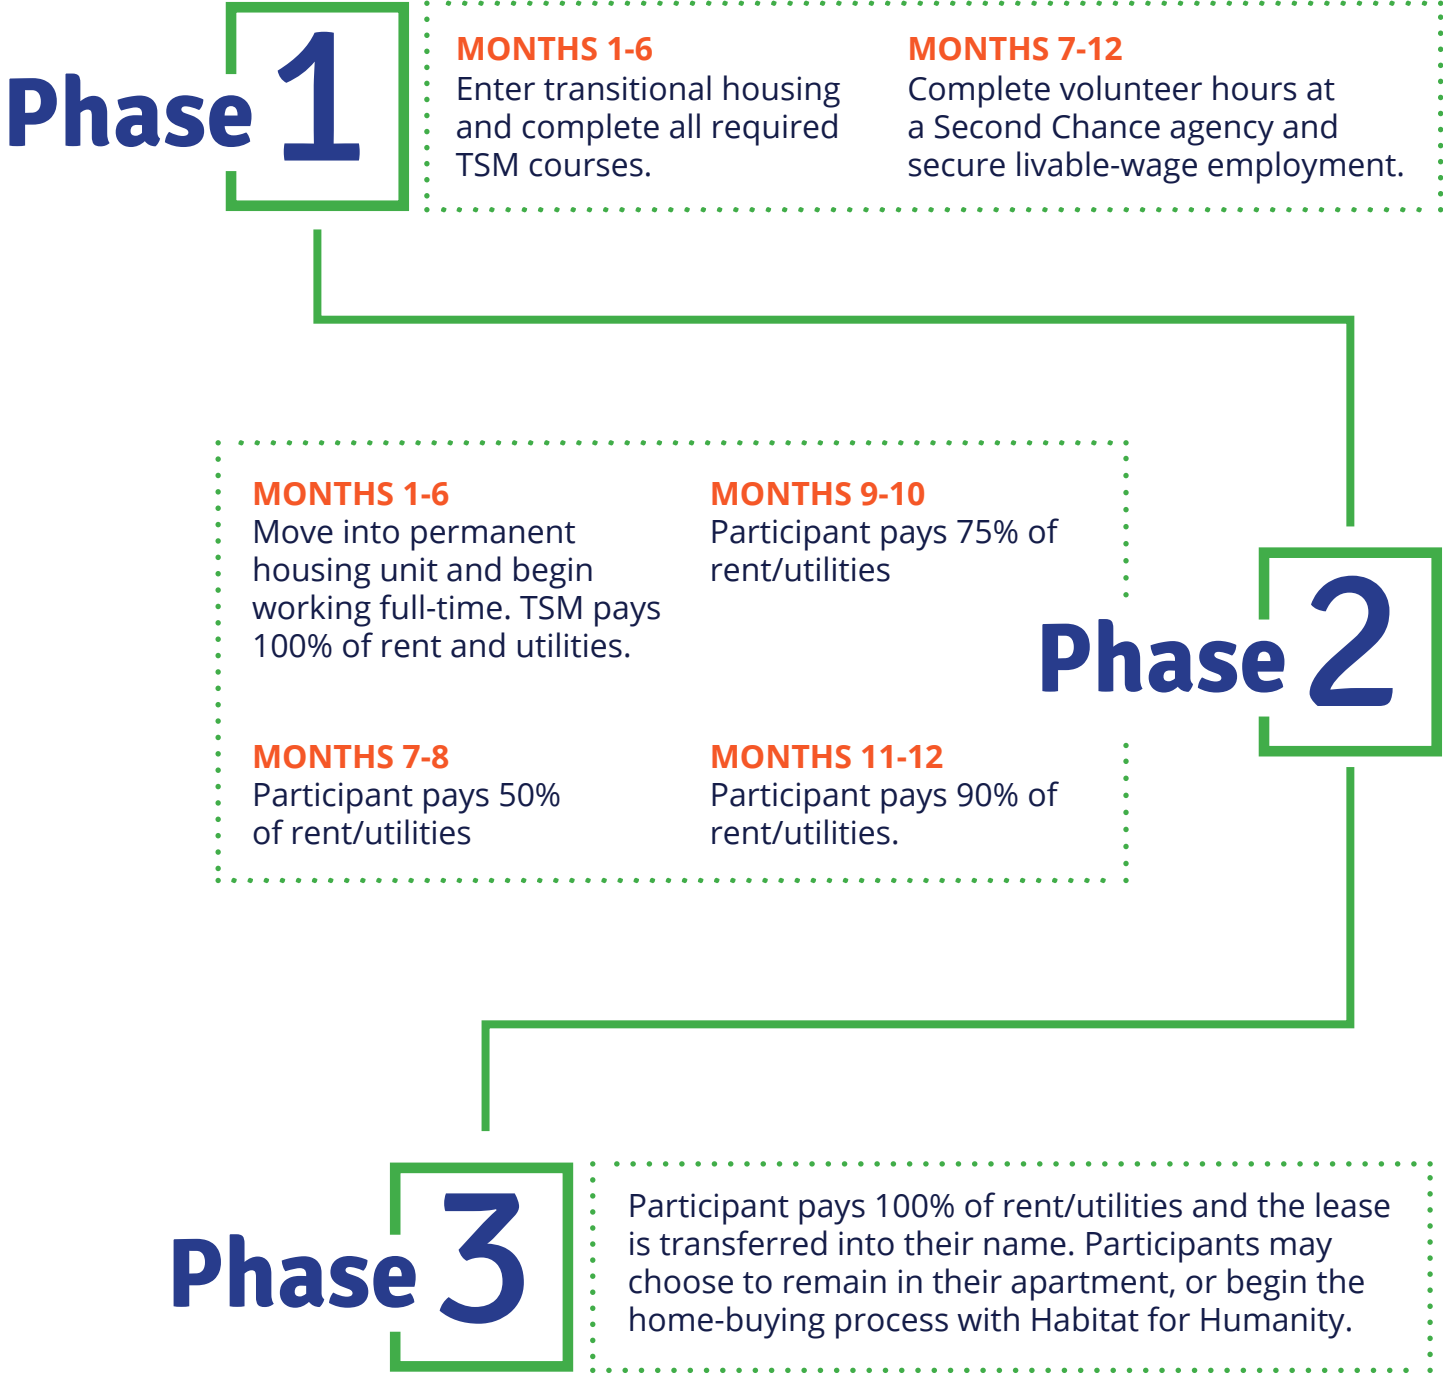 Phase 1
MONTHS 1-6
Enter transitional housing
and complete all required
TSM courses.
MONTHS 7-12
Complete volunteer hours at
a Second Chance agency and
secure livable-wage employment.
Phase 2
MONTHS 1-6
Move into permanent
housing unit and begin
working full-time. TSM pays
100% of rent and utilities.
MONTHS 7-8
Participant pays 50%
of rent/utilities
MONTHS 9-10
Participant pays 75% of
rent/utilities
MONTHS 11-12
Participant pays 90% of
rent/utilities.
Phase 3
Participant pays 100% of rent/utilities and the lease
is transferred into their name. Participants may
choose to remain in their apartment, or begin the
home-buying process with Habitat for Humanity.